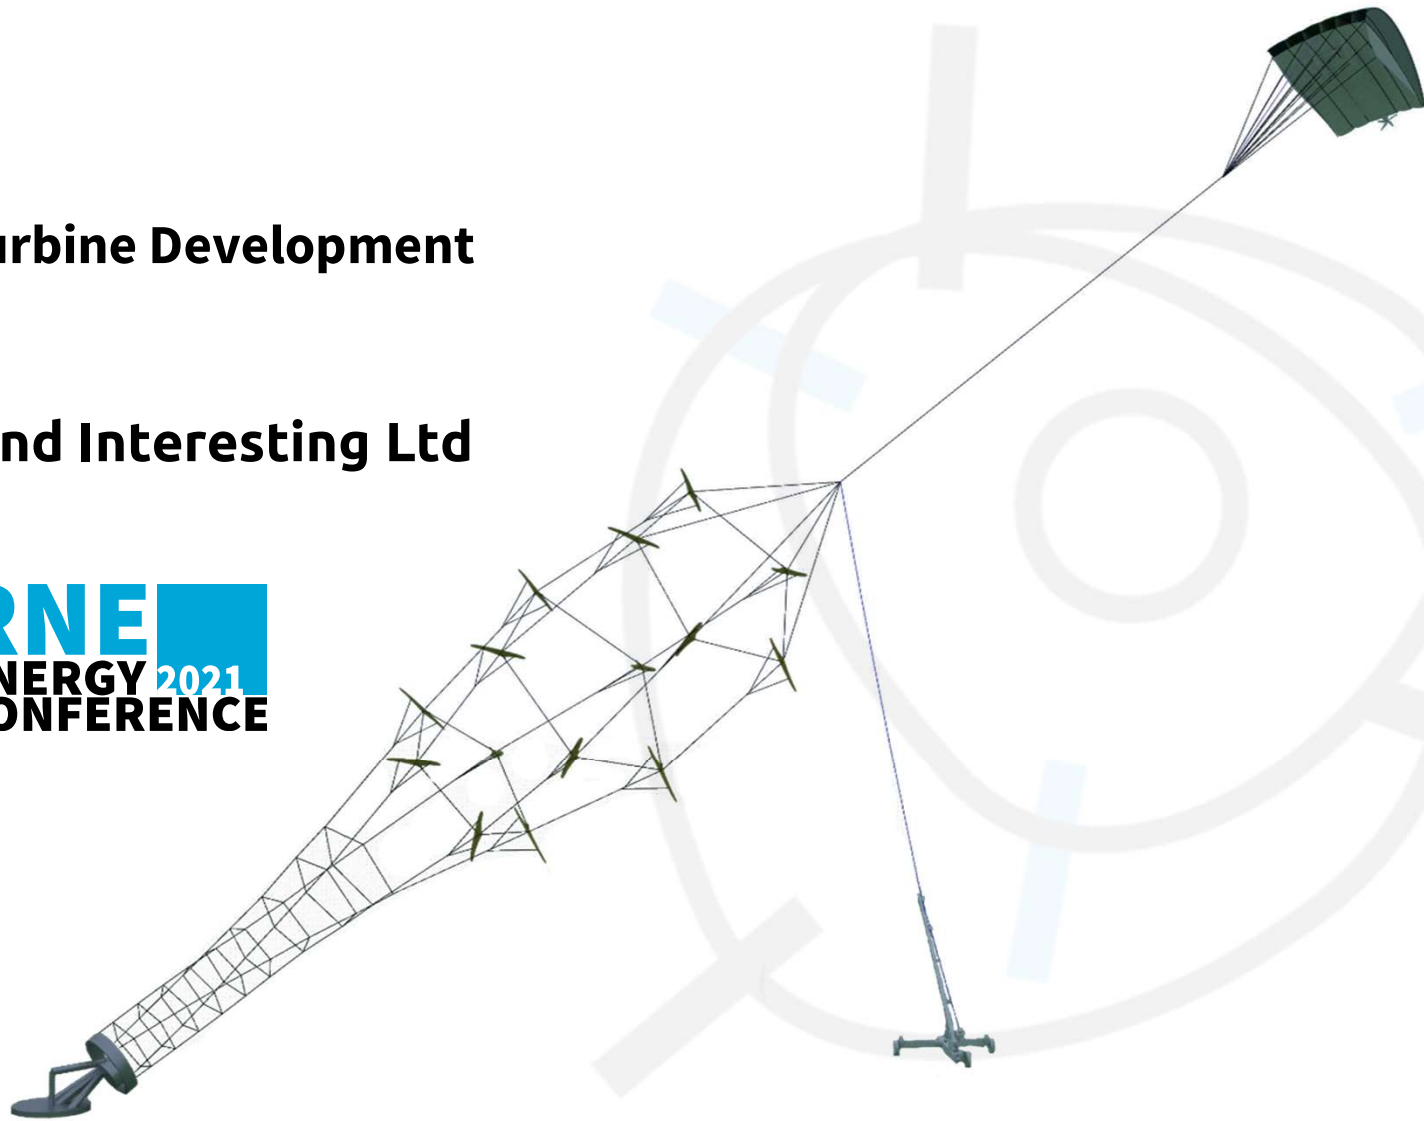 urbine Development
nd Interesting Ltd
RNE
NERGY 2021
ONFERENCE